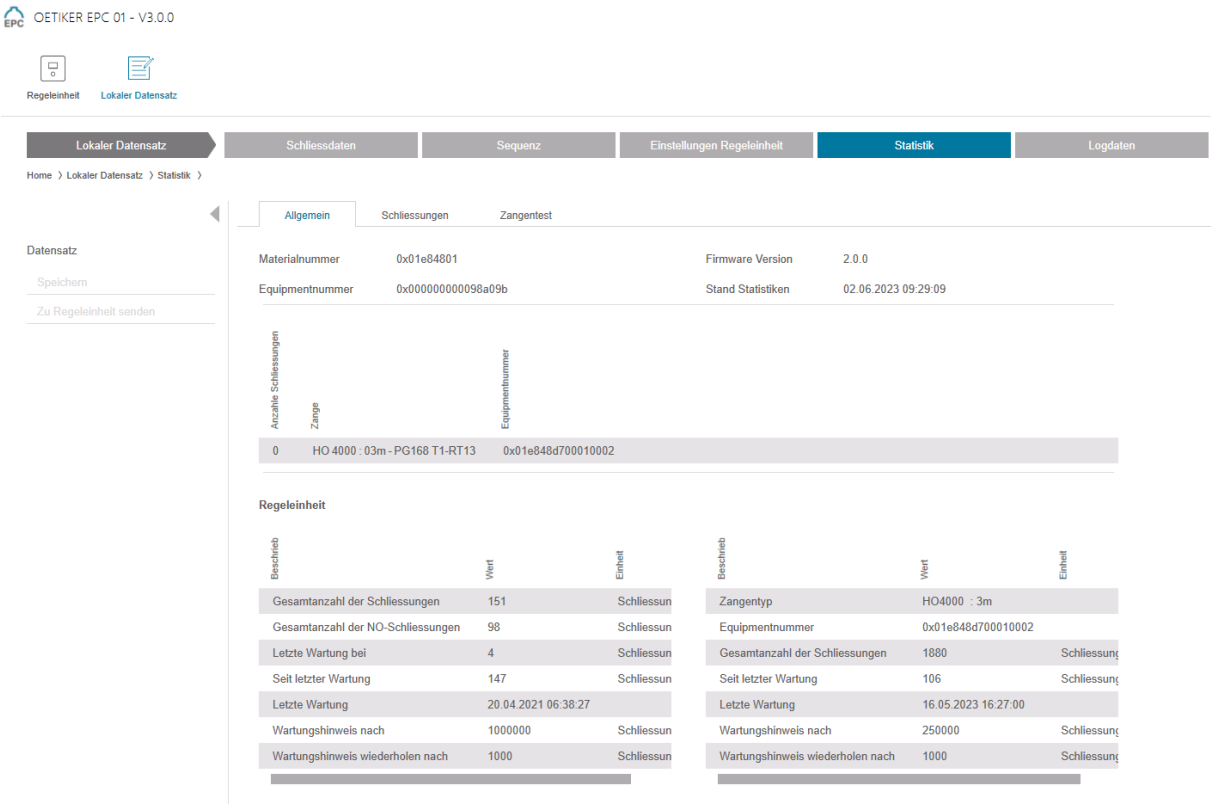 EPC OETIKER EPC 01 - V3.0.0
Regeleinheit Lokaler Datensatz
Lokaler Datensatz Schliessdaten Sequenz Einstellungen Regeleinheit Statistik Logdaten
Home > Lokaler Datensatz > Statistik >
Allgemein Schliessungen Zangentest
Datensatz
Speichern
Zu Regeleinheit senden
Materialnummer 0x01e84801 Firmware Version 2.0.0
Equipmentnummer 0x000000000098a09b Stand Statistiken 02.06.2023 09:29:09
Anzahle Schliessungen Zange Equipmentnummer
0 HO 4000 : 03m - PG168 T1-RT13 0x01e848d700010002
Regeleinheit
Beschrieb Wert Einheit Beschrieb Wert Einheit
Gesamtanzahl der Schliessungen 151 Schliessun Zangentyp HO4000 : 3m
Gesamtanzahl der NO-Schliessungen 98 Schliessun Equipmentnummer 0x01e848d700010002
Letzte Wartung bei 4 Schliessun Gesamtanzahl der Schliessungen 1880 Schliessung
Seit letzter Wartung 147 Schliessun Seit letzter Wartung 106 Schliessung
Letzte Wartung 20.04.2021 06:38:27 Letzte Wartung 16.05.2023 16:27:00
Wartungshinweis nach 1000000 Schliessun Wartungshinweis nach 250000 Schliessung
Wartungshinweis wiederholen nach 1000 Schliessun Wartungshinweis wiederholen nach 1000 Schliessung